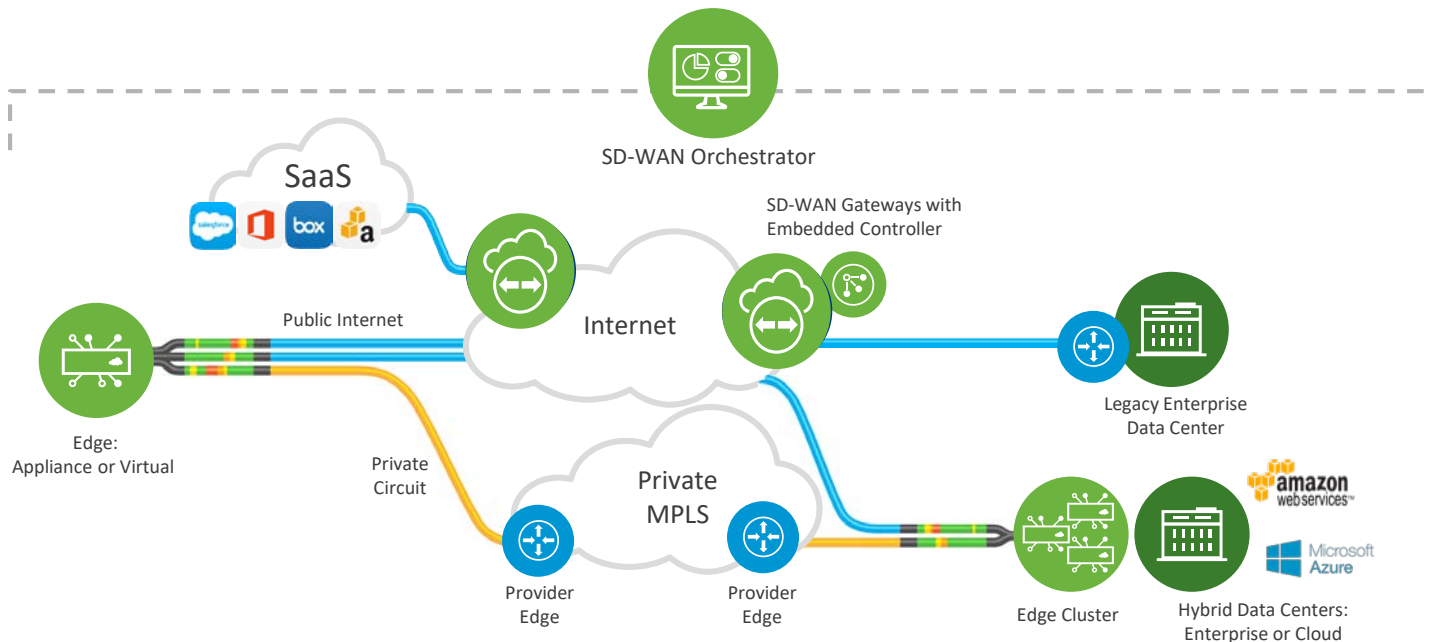 SD-WAN Orchestrator
SaaS
salesforce
box
a
SD-WAN Gateways with
Embedded Controller
Public Internet
Internet
Edge:
Appliance or Virtual
Private
Circuit
Private
MPLS
Provider
Edge
Provider
Edge
Legacy Enterprise
Data Center
Edge Cluster
amazon
webservices™
Microsoft
Azure
Hybrid Data Centers:
Enterprise or Cloud